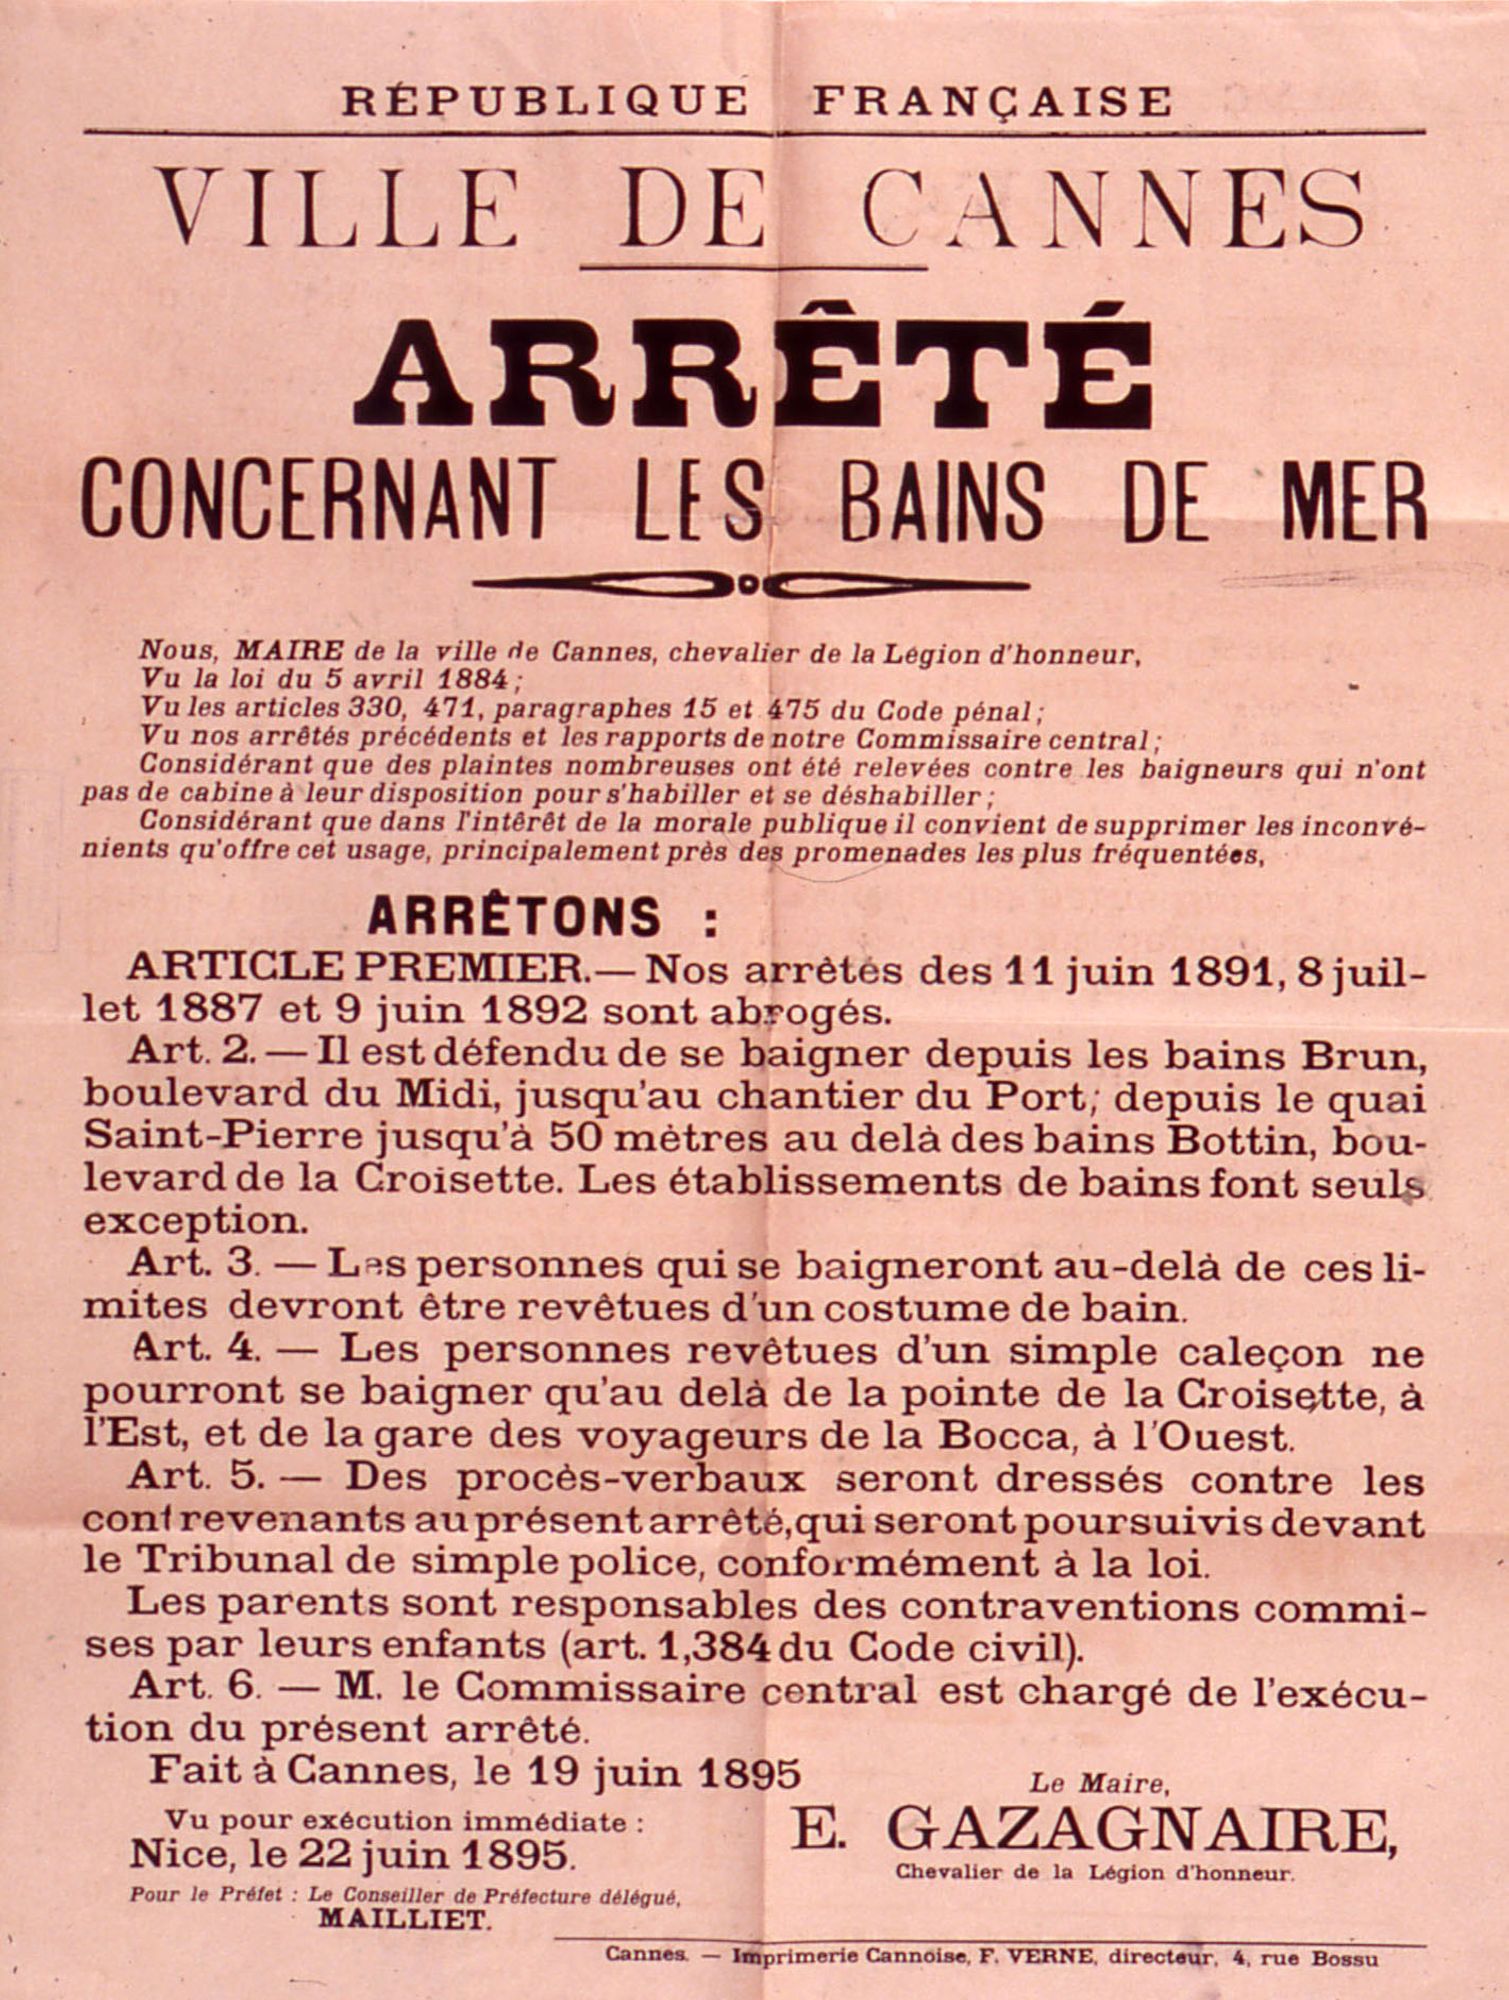 RÉPUBLIQUE FRANÇAISE
VILLE DE CANNES
ARRÊTÉ
CONCERNANT LES BAINS DE MER
Nous, MAIRE de la ville de Cannes, chevalier de la Légion d'honneur,
Vu la loi du 5 avril 1884;
Vu les articles 330, 471, paragraphes 15 et 475 du Code pénal;
Vu nos arrêtés précédents et les rapports de notre Commissaire central;
Considérant que des plaintes nombreuses ont été relevées contre les baigneurs qui n'ont
pas de cabine à leur disposition pour s'habiller et se déshabiller;
Considérant que dans l'intérêt de la morale publique il convient de supprimer les inconvé-
nients qu'offre cet usage, principalement près des promenades les plus fréquentées,
ARRÊTONS :
ARTICLE PREMIER.— Nos arrêtés des 11 juin 1891, 8 juil-
let 1887 et 9 juin 1892 sont abrogés.
Art. 2. — Il est défendu de se baigner depuis les bains Brun,
boulevard du Midi, jusqu'au chantier du Port; depuis le quai
Saint-Pierre jusqu'à 50 mètres au delà des bains Bottin, bou-
levard de la Croisette. Les établissements de bains font seuls
exception.
Art. 3. — Les personnes qui se baigneront au-delà de ces li-
mites devront être revêtues d'un costume de bain.
Art. 4. — Les personnes revêtues d'un simple caleçon ne
pourront se baigner qu'au delà de la pointe de la Croisette, à
l'Est, et de la gare des voyageurs de la Bocca, à l'Ouest.
Art. 5. — Des procès-verbaux seront dressés contre les
contrevenants au présent arrêté, qui seront poursuivis devant
le Tribunal de simple police, conformément à la loi.
Les parents sont responsables des contraventions commi-
ses par leurs enfants (art. 1,384 du Code civil).
Art. 6. — M. le Commissaire central est chargé de l'exécu-
tion du présent arrêté.
Fait à Cannes, le 19 juin 1895
Le Maire,
E. GAZAGNAIRE,
Chevalier de la Légion d'honneur.
Vu pour exécution immédiate :
Nice, le 22 juin 1895.
Pour le Préfet : Le Conseiller de Préfecture délégué,
MAILLIET.
Cannes. — Imprimerie Cannoise, F. VERNE, directeur, 4, rue Bossu